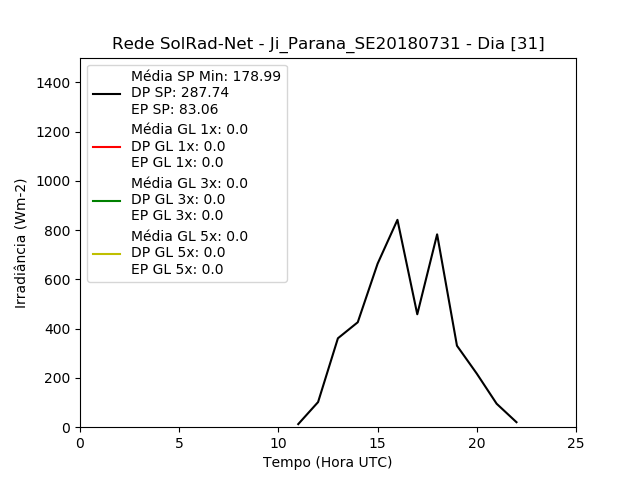 Rede SolRad-Net - Ji_Parana_SE20180731 - Dia [31]
Média SP Min: 178.99
DP SP: 287.74
EP SP: 83.06
Média GL 1x: 0.0
DP GL 1x: 0.0
EP GL 1x: 0.0
Média GL 3x: 0.0
DP GL 3x: 0.0
EP GL 3x: 0.0
Média GL 5x: 0.0
DP GL 5x: 0.0
EP GL 5x: 0.0
Irradiância (Wm-2)
1400
1200
1000
800
600
400
200
0
0 5 10 15 20 25
Tempo (Hora UTC)